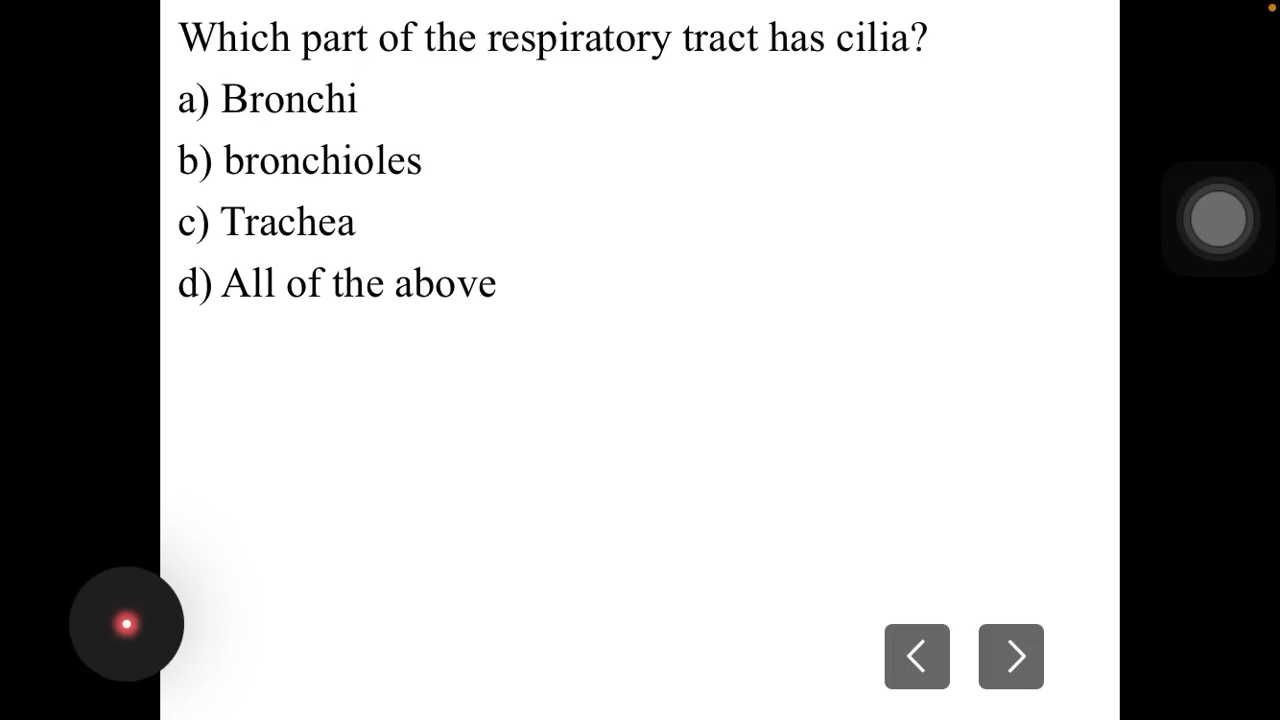 Which part of the respiratory tract has cilia?
a) Bronchi
b) bronchioles
c) Trachea
d) All of the above